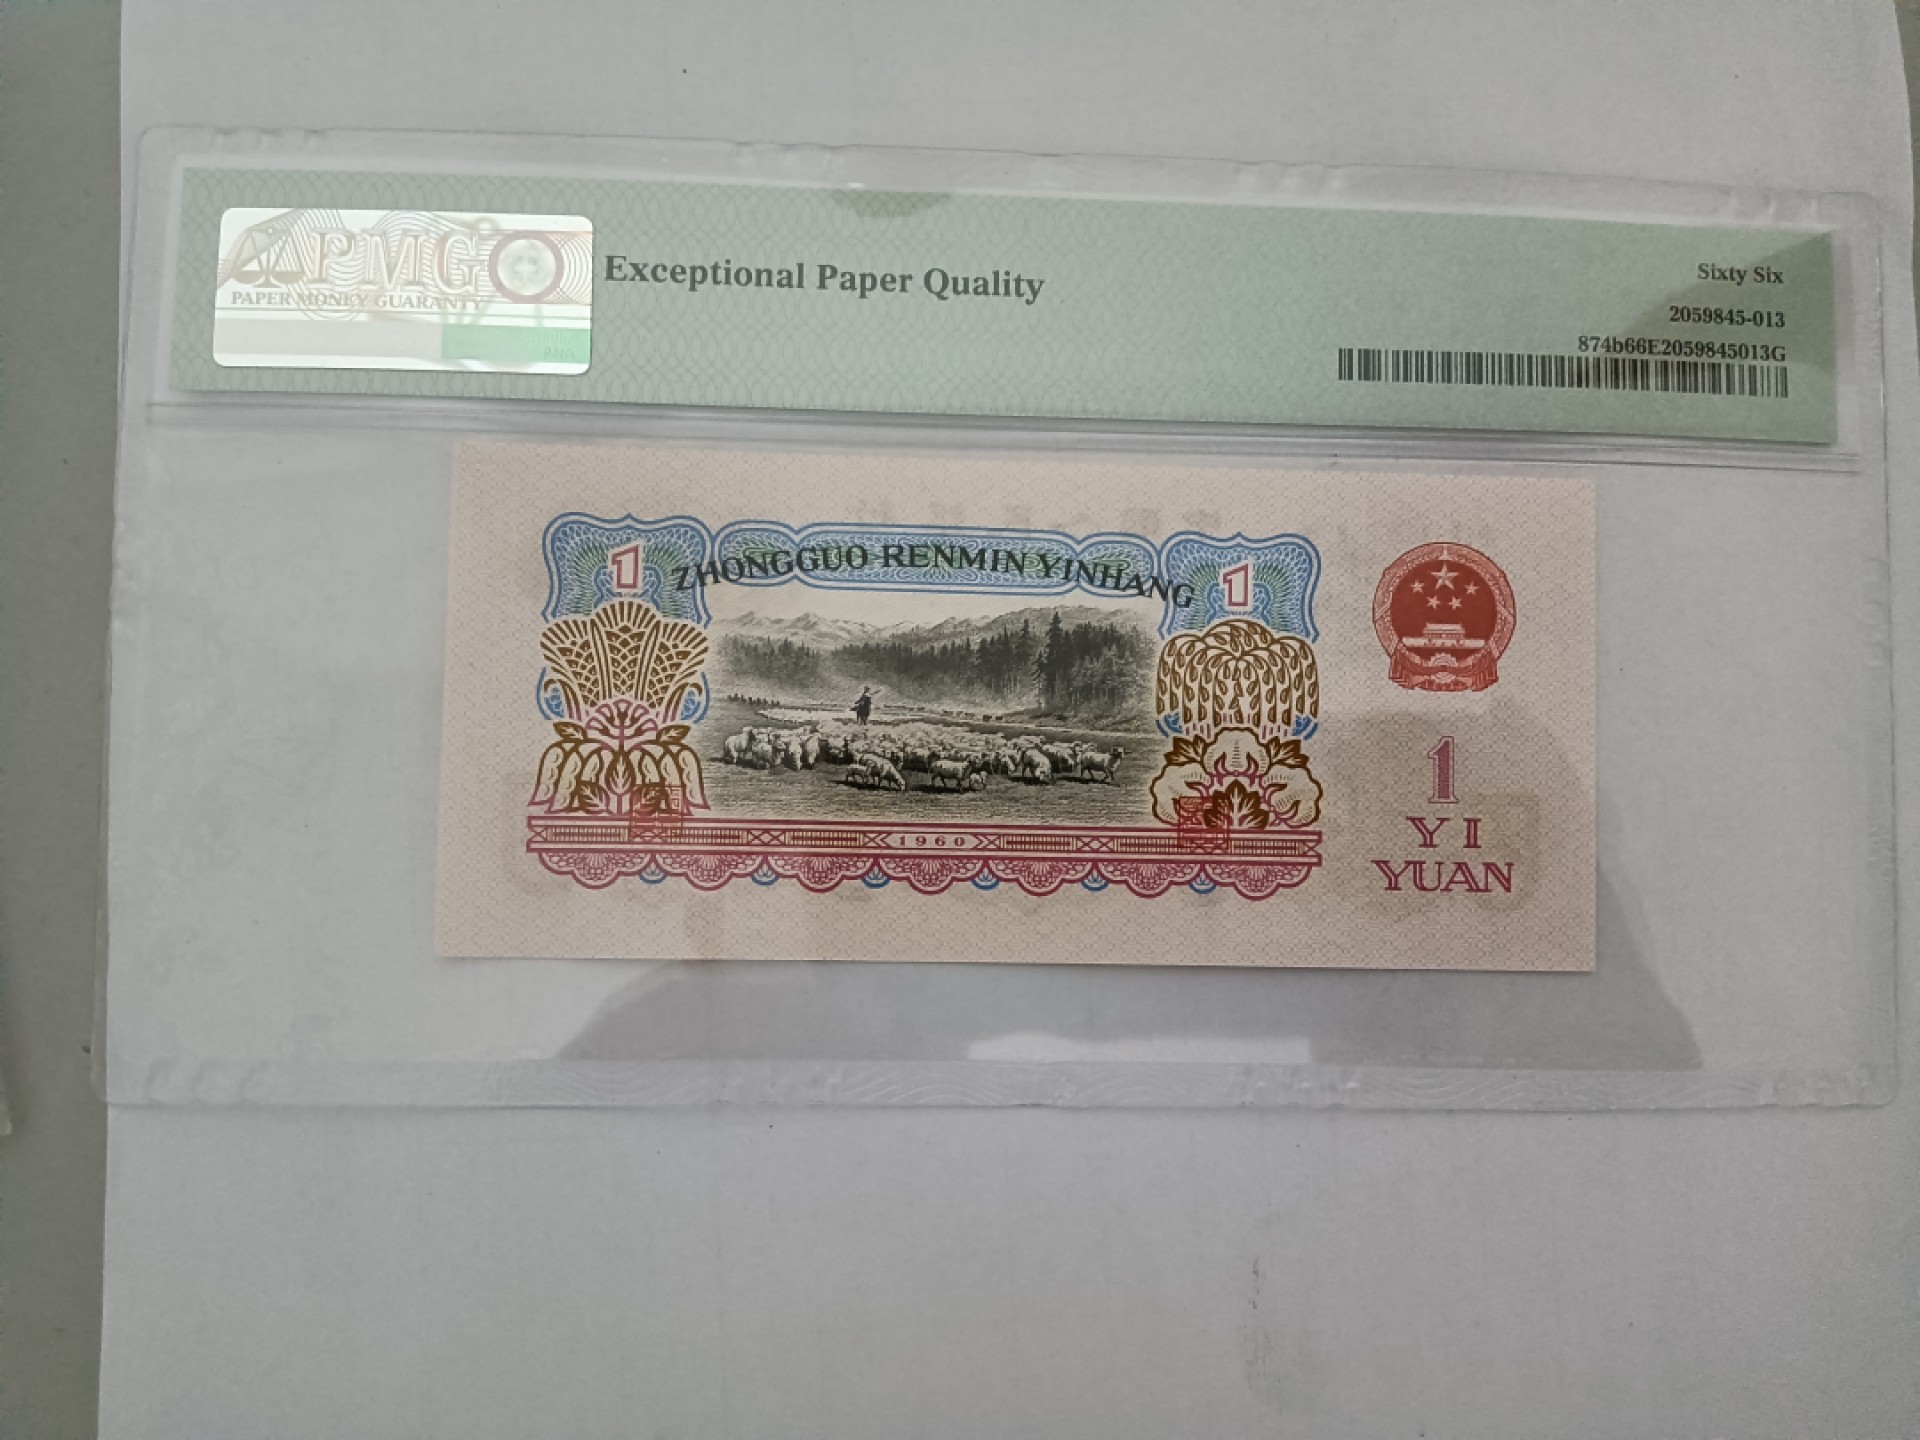 PMG
PAPER MONEY GUARANTY
Exceptional Paper Quality
Sixty Six
2059845-013
874b66E2059845013G
1
ZHONGGUO RENMIN YINHANG
1
1960
1
YI
YUAN